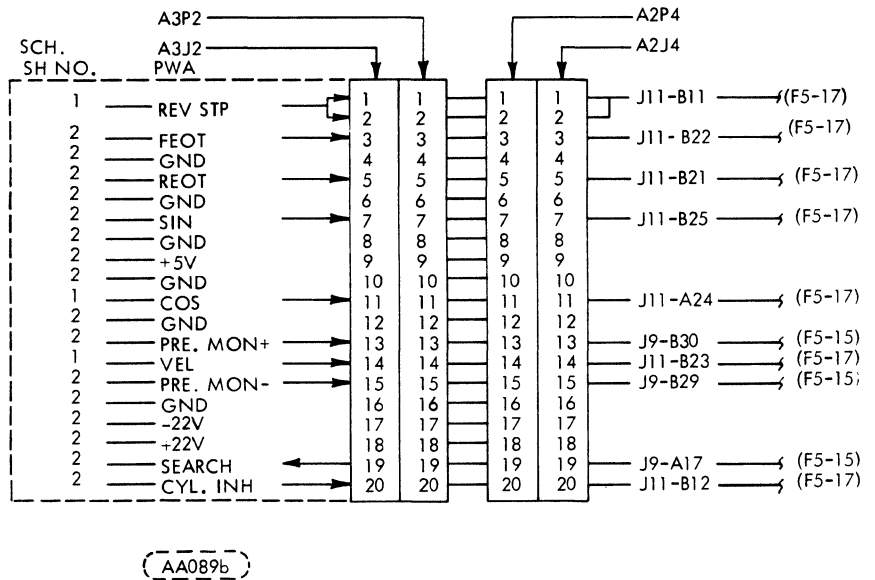 A3P2 A2P4
SCH. A3J2 A2J4
SH NO. PWA
1 REV STP 1 1 1 1 J11-B11 (F5-17)
2 2 2 2
2 FEOT 3 3 3 3 J11- B22 (F5-17)
2 GND 4 4 4 4
2 REOT 5 5 5 5 J11-B21 (F5-17)
2 GND 6 6 6 6
2 SIN 7 7 7 7 J11-B25 (F5-17)
2 GND 8 8 8 8
2 +5V 9 9 9 9
2 GND 10 10 10 10
1 COS 11 11 11 11 J11-A24 (F5-17)
2 GND 12 12 12 12
2 PRE. MON+ 13 13 13 13 J9-B30 (F5-15)
1 VEL 14 14 14 14 J11-B23 (F5-17)
2 PRE. MON- 15 15 15 15 J9-B29 (F5-15)
2 GND 16 16 16 16
2 -22V 17 17 17 17
2 +22V 18 18 18 18
2 SEARCH 19 19 19 19 J9-A17 (F5-15)
2 CYL. INH 20 20 20 20 J11-B12 (F5-17)
AA089b